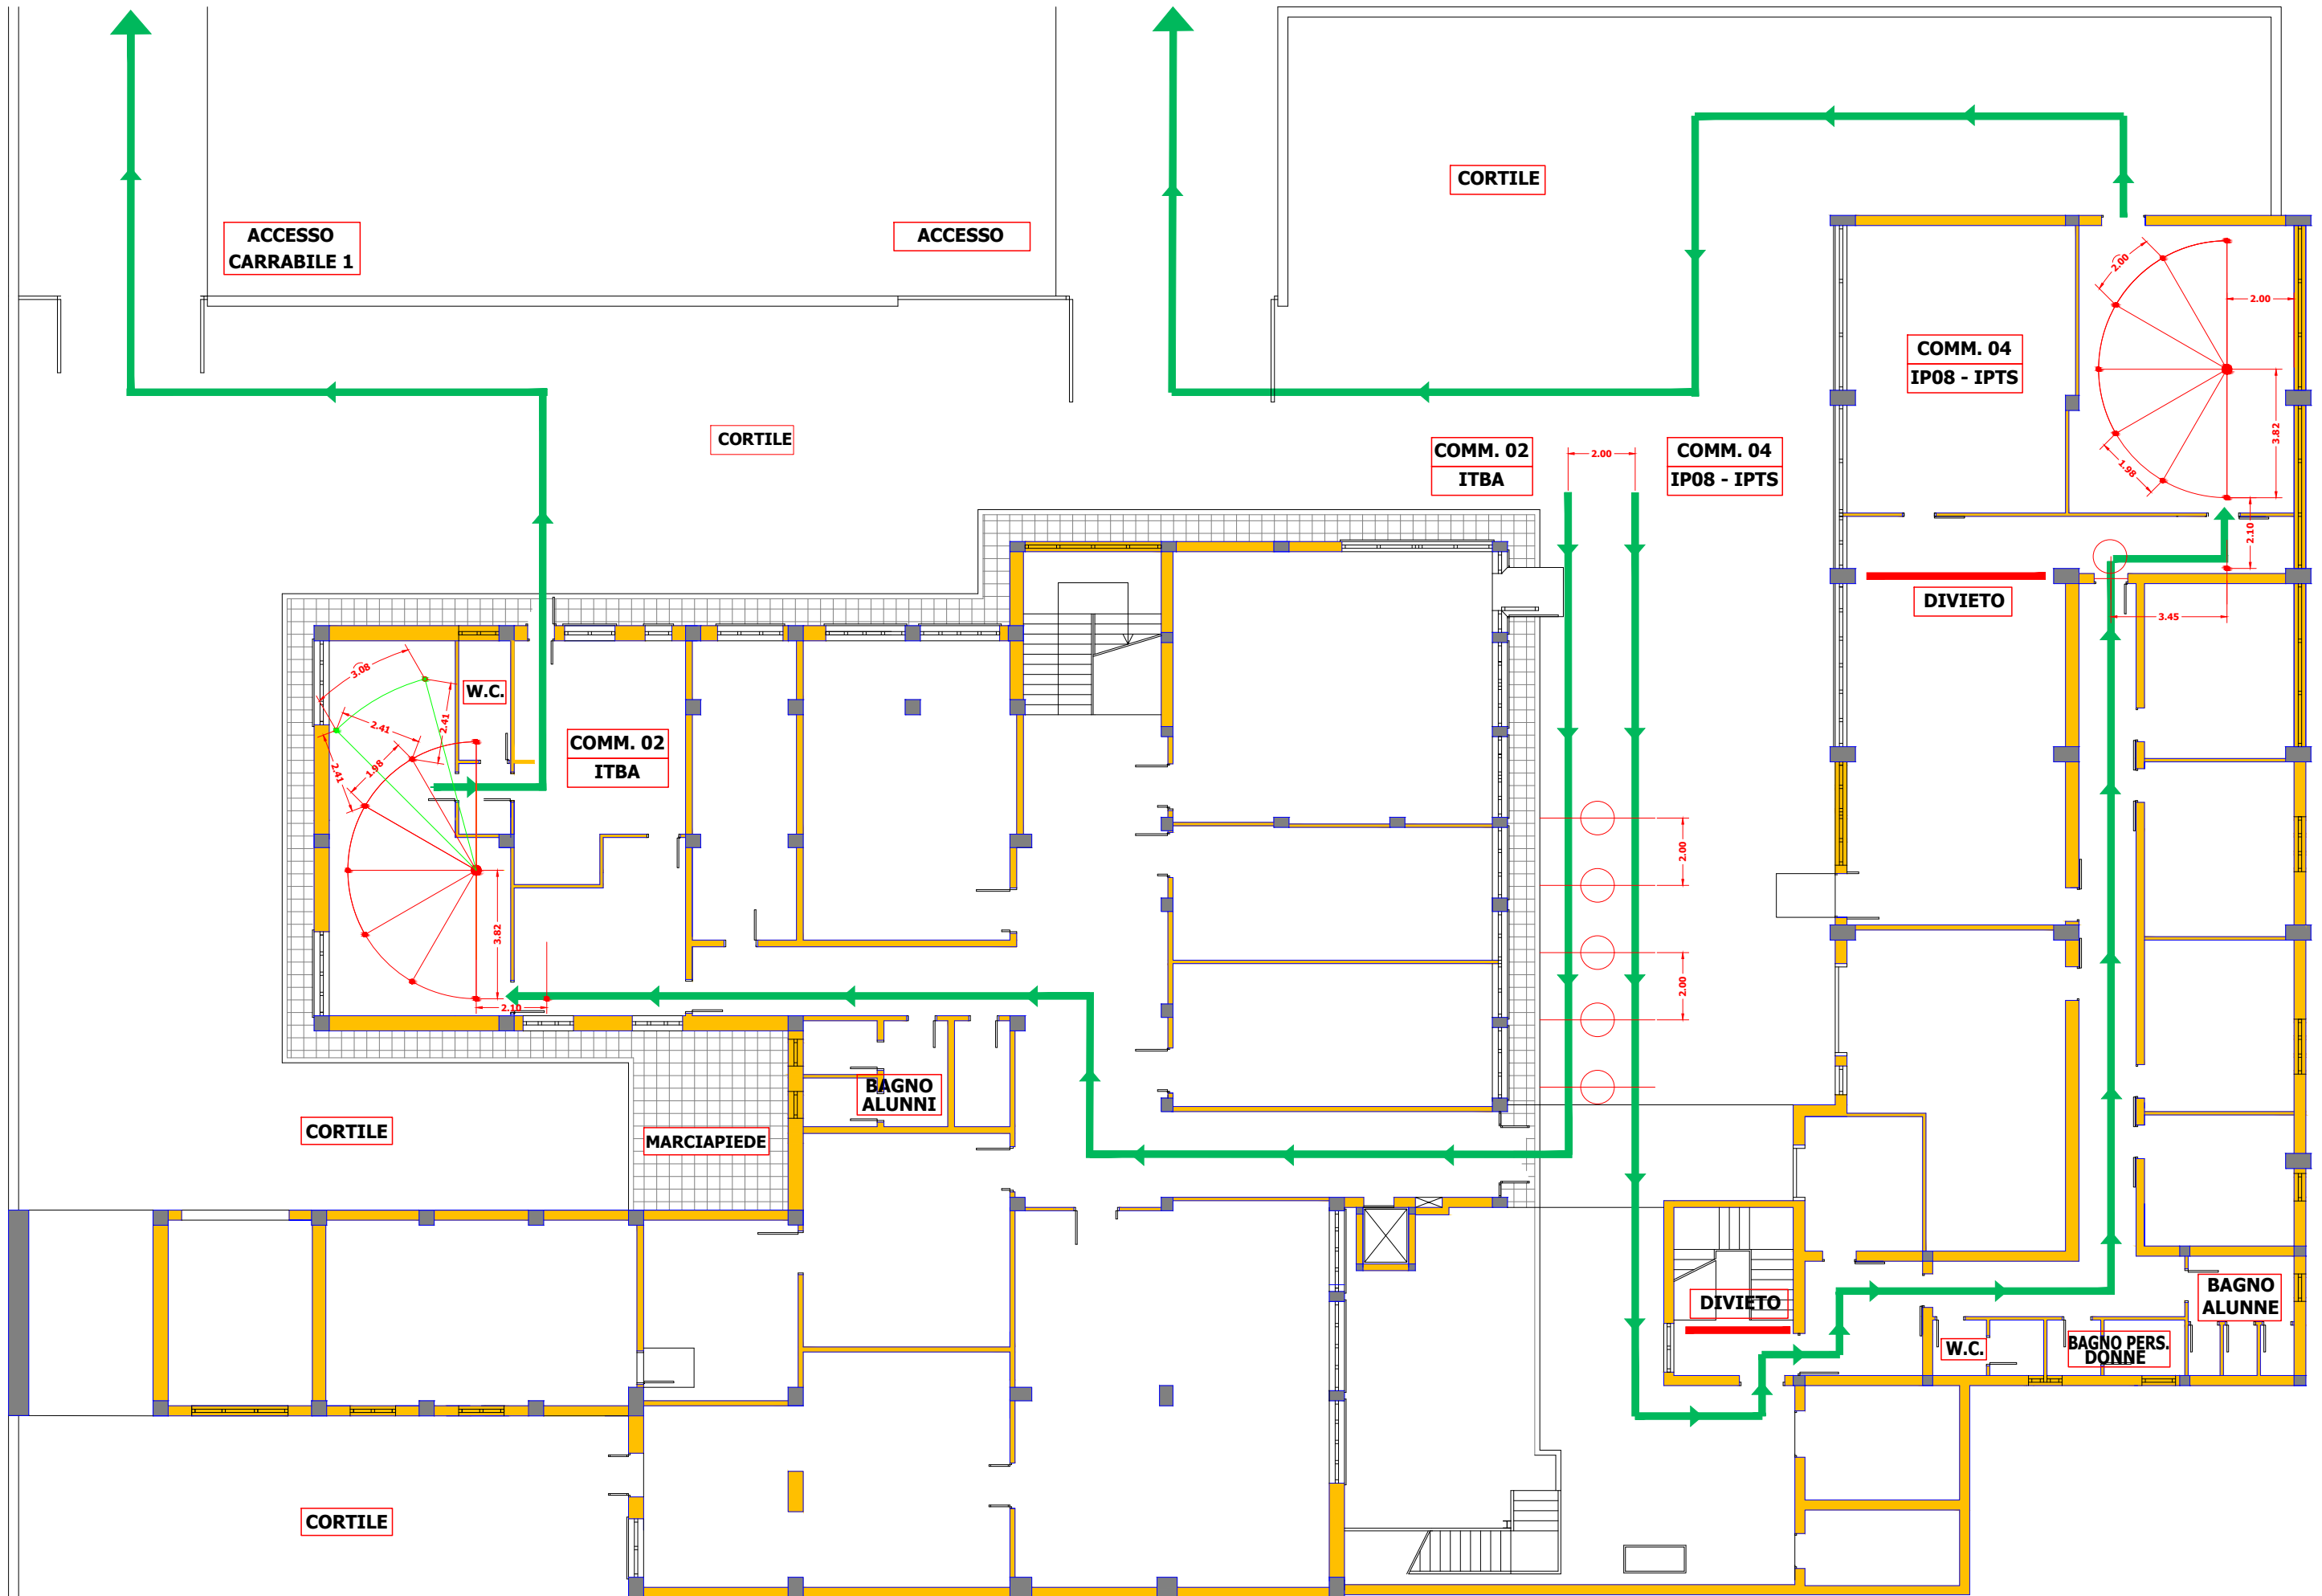 CORTILE
ACCESSO
CARRABILE 1
ACCESSO
2.00
2.00
COMM. 04
IP08 - IPTS
3.82
1.98
CORTILE
COMM. 02
ITBA
2.00
COMM. 04
IP08 - IPTS
2.10
DIVIETO
3.45
3.08
W.C.
2.41
2.41
2.41
1.98
COMM. 02
ITBA
3.82
2.10
2.00
2.00
BAGNO
ALUNNI
CORTILE
MARCIAPIEDE
DIVIETO
BAGNO
ALUNNE
W.C.
BAGNO PERS.
DONNE
CORTILE